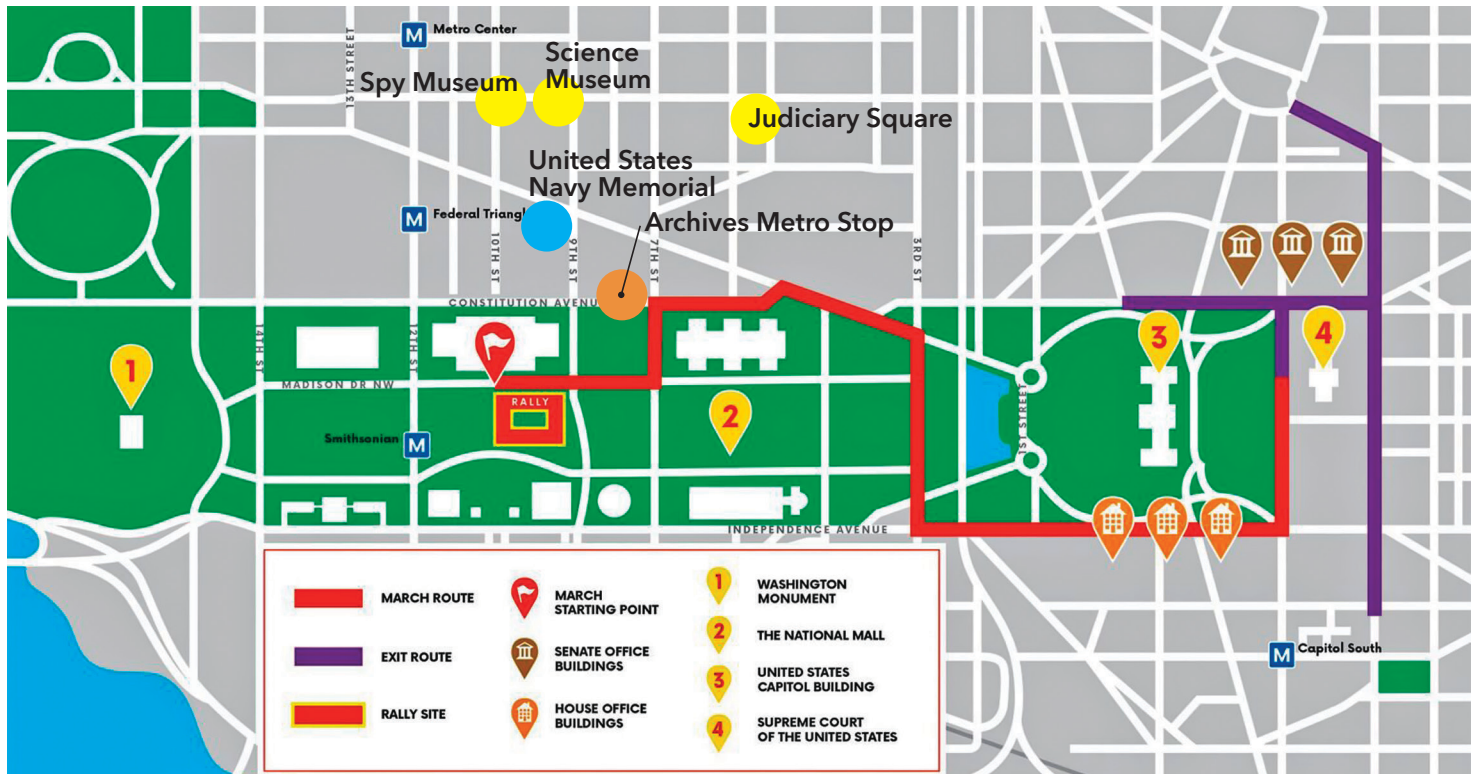 M Metro Center
13TH STREET
Spy Museum
Science
Museum
Judiciary Square
United States
Navy Memorial
M Federal Triangl
Archives Metro Stop
10TH ST
9TH ST
7TH ST
3RD ST
CONSTITUTION AVENU
14TH ST
12TH ST
1
MADISON DR NW
RALLY
2
3
4
1ST STREET
Smithsonian M
INDEPENDENCE AVENUE
M Capitol South
MARCH ROUTE
EXIT ROUTE
RALLY SITE
MARCH
STARTING POINT
SENATE OFFICE
BUILDINGS
HOUSE OFFICE
BUILDINGS
1 WASHINGTON
MONUMENT
2 THE NATIONAL MALL
3 UNITED STATES
CAPITOL BUILDING
4 SUPREME COURT
OF THE UNITED STATES